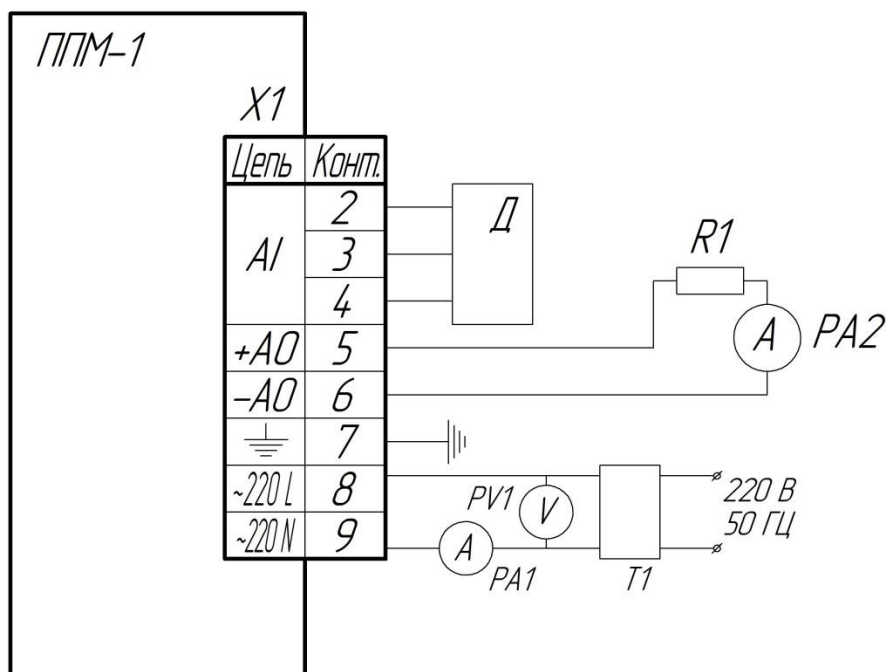 ППМ-1
X1
Цепь Конт.
2
AI 3
4
+AO 5
-AO 6
7
~220 L 8
~220 N 9
Д
R1
A PA2
PV1 V
A PA1
T1
220 В
50 ГЦ